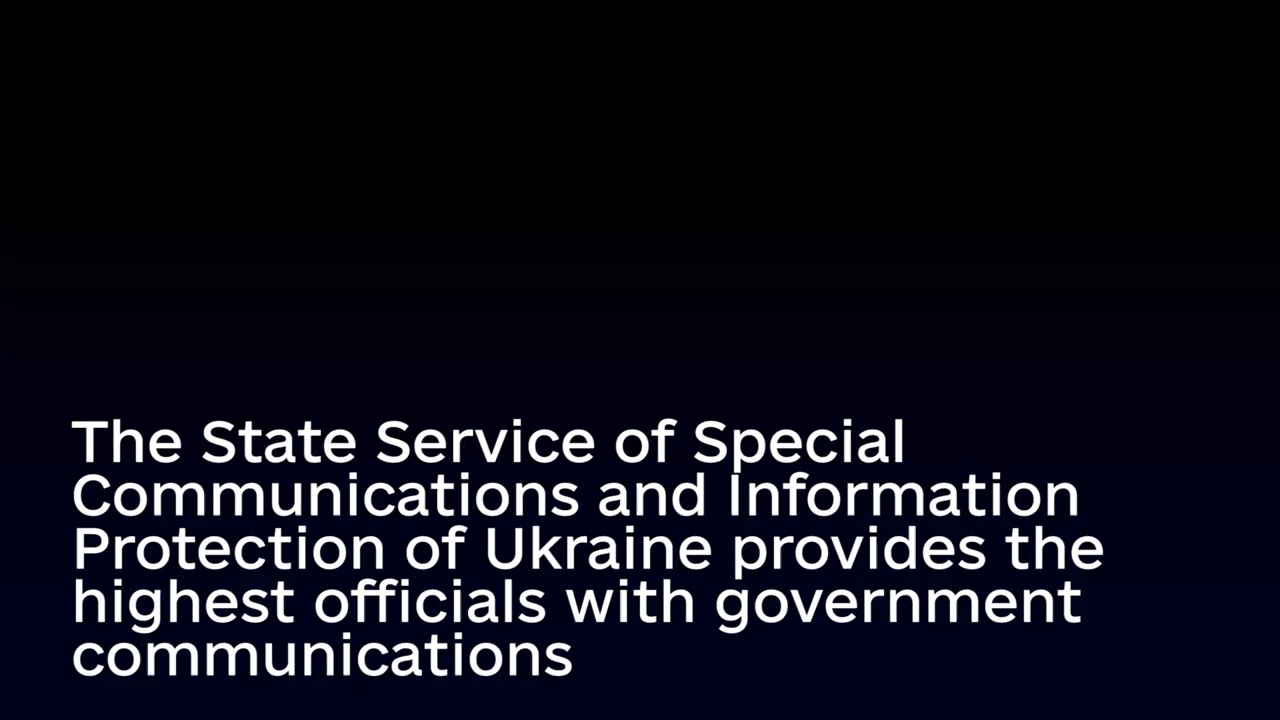 The State Service of Special
Communications and Information
Protection of Ukraine provides the
highest officials with government
communications